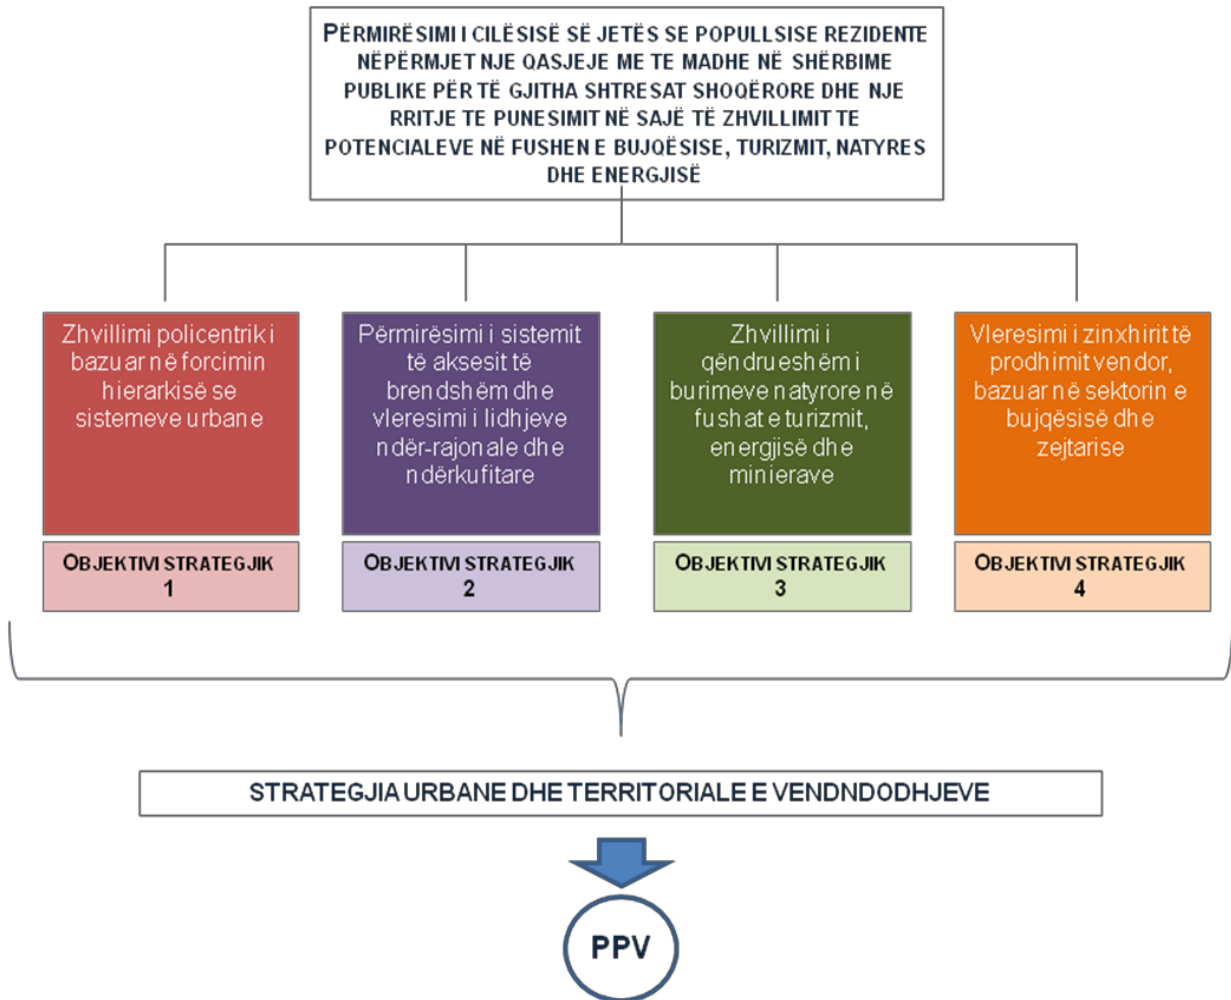 PËRMIRËSIMI I CILËSISË SË JETËS SE POPULLSISE REZIDENTE
NËPËRMJET NJE QASJEJE ME TE MADHE NË SHËRBIME
PUBLIKE PËR TË GJITHA SHTRESAT SHOQËRORE DHE NJE
RRITJE TE PUNESIMIT NË SAJË TË ZHVILLIMIT TE
POTENCIALEVE NË FUSHEN E BUJQËSISE, TURIZMIT, NATYRES
DHE ENERGJISË
Zhvillimi policentrik i
bazuar në forcimin
hierarkisë se
sistemeve urbane
OBJEKTIVI STRATEGJIK
1
Përmirësimi i sistemit
të aksesit të
brendshëm dhe
vleresimi i lidhjeve
ndër-rajonale dhe
ndërkufitare
OBJEKTIVI STRATEGJIK
2
Zhvillimi i
qëndrueshëm i
burimeve natyrore në
fushat e turizmit,
energjisë dhe
minierave
OBJEKTIVI STRATEGJIK
3
Vleresimi i zinxhirit të
prodhimit vendor,
bazuar në sektorin e
bujqësisë dhe
zejtarise
OBJEKTIVI STRATEGJIK
4
STRATEGJIA URBANE DHE TERRITORIALE E VENDNDODHJEVE
PPV